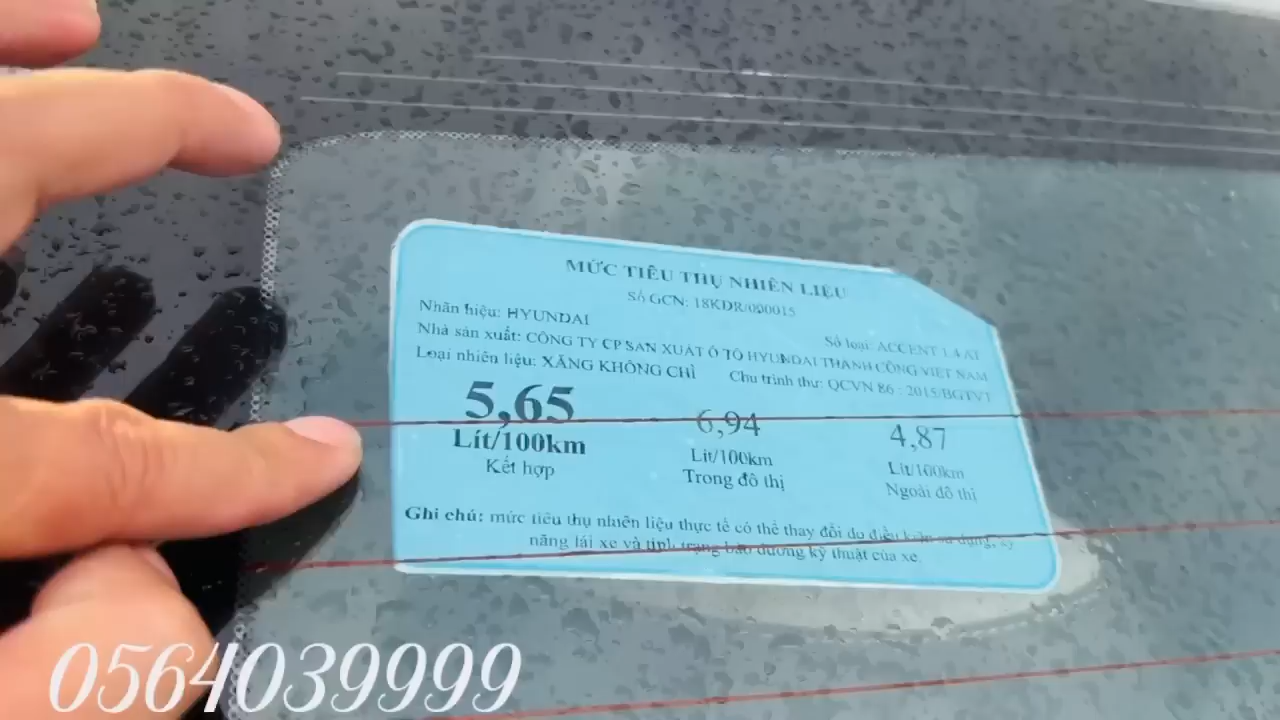 MỨC TIÊU THỤ NHIÊN LIỆU
Số GCN: 18KDR/000015
Nhãn hiệu: HYUNDAI
Số loại: ACCENT 1.4 AT
Nhà sản xuất: CÔNG TY CP SẢN XUẤT Ô TÔ HYUNDAI THÀNH CÔNG VIỆT NAM
Loại nhiên liệu: XĂNG KHÔNG CHÌ Chu trình thử: QCVN 86 : 2015/BGTVT
5,65 6,94 4,87
Lít/100km Lít/100km Lít/100km
Kết hợp Trong đô thị Ngoài đô thị
Ghi chú: mức tiêu thụ nhiên liệu thực tế có thể thay đổi do điều kiện sử dụng, kỹ
năng lái xe và tình trạng bảo dưỡng kỹ thuật của xe.
0564039999